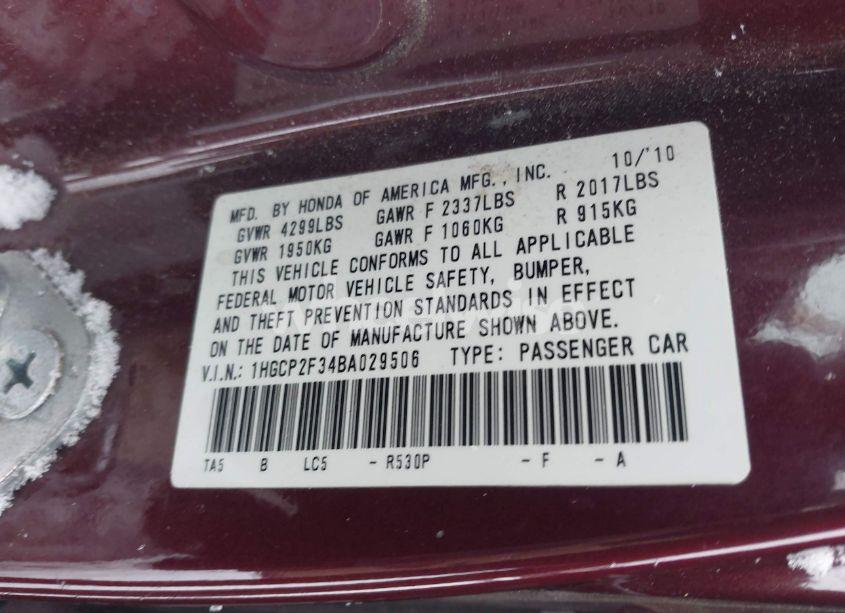 MFD. BY HONDA OF AMERICA MFG., INC. 10/'10
GVWR 4299LBS GAWR F 2337LBS R 2017LBS
GVWR 1950KG GAWR F 1060KG R 915KG
THIS VEHICLE CONFORMS TO ALL APPLICABLE
FEDERAL MOTOR VEHICLE SAFETY, BUMPER,
AND THEFT PREVENTION STANDARDS IN EFFECT
ON THE DATE OF MANUFACTURE SHOWN ABOVE.
V.I.N.: 1HGCP2F34BA029506 TYPE: PASSENGER CAR
TA5 B LC5 - R530P - F - A